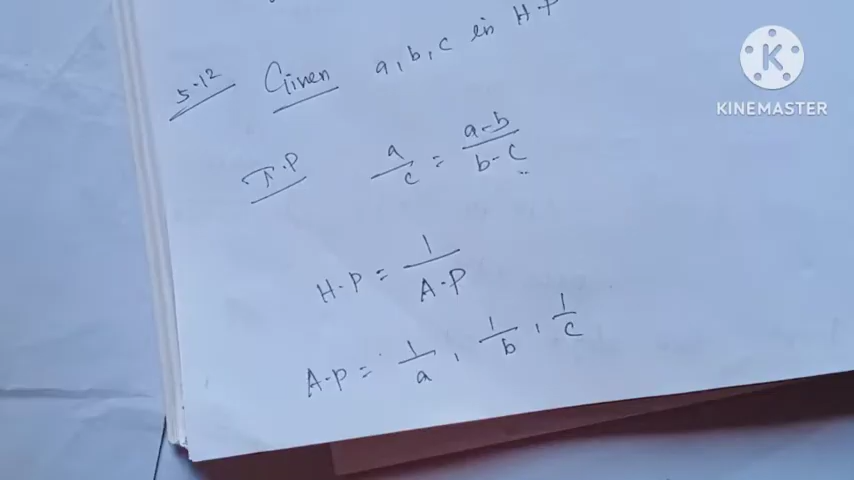 5.12 Given a, b, c in H.P
T.P a/c = a-b/b-c
H.P = 1/A.P
A.P = 1/a, 1/b, 1/c
K
KINEMASTER